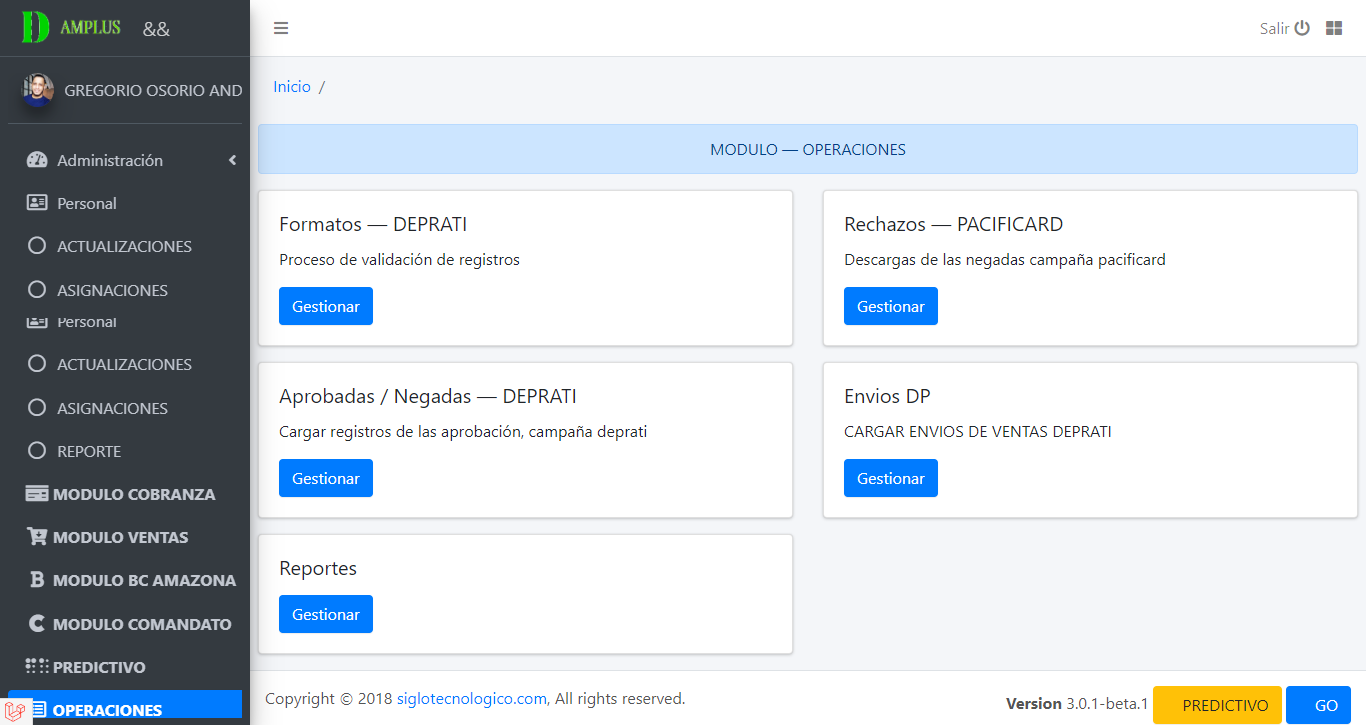 AMPLUS &&
GREGORIO OSORIO AND
Administración
Personal
ACTUALIZACIONES
ASIGNACIONES
Personal
ACTUALIZACIONES
ASIGNACIONES
REPORTE
MODULO COBRANZA
MODULO VENTAS
MODULO BC AMAZONA
MODULO COMANDATO
PREDICTIVO
OPERACIONES
Salir
Inicio /
MODULO — OPERACIONES
Formatos — DEPRATI
Proceso de validación de registros
Gestionar
Rechazos — PACIFICARD
Descargas de las negadas campaña pacificard
Gestionar
Aprobadas / Negadas — DEPRATI
Cargar registros de las aprobación, campaña deprati
Gestionar
Envios DP
CARGAR ENVIOS DE VENTAS DEPRATI
Gestionar
Reportes
Gestionar
Copyright © 2018 siglotecnologico.com, All rights reserved.
Version 3.0.1-beta.1
PREDICTIVO
GO